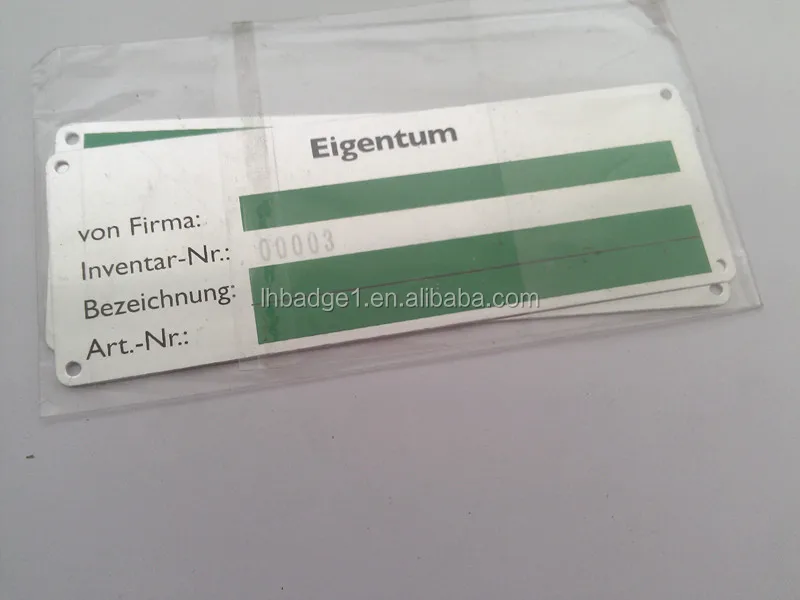 Eigentum
von Firma:
Inventar-Nr.: 00003
Bezeichnung:
Art.-Nr.:
lhbadge1.en.alibaba.com